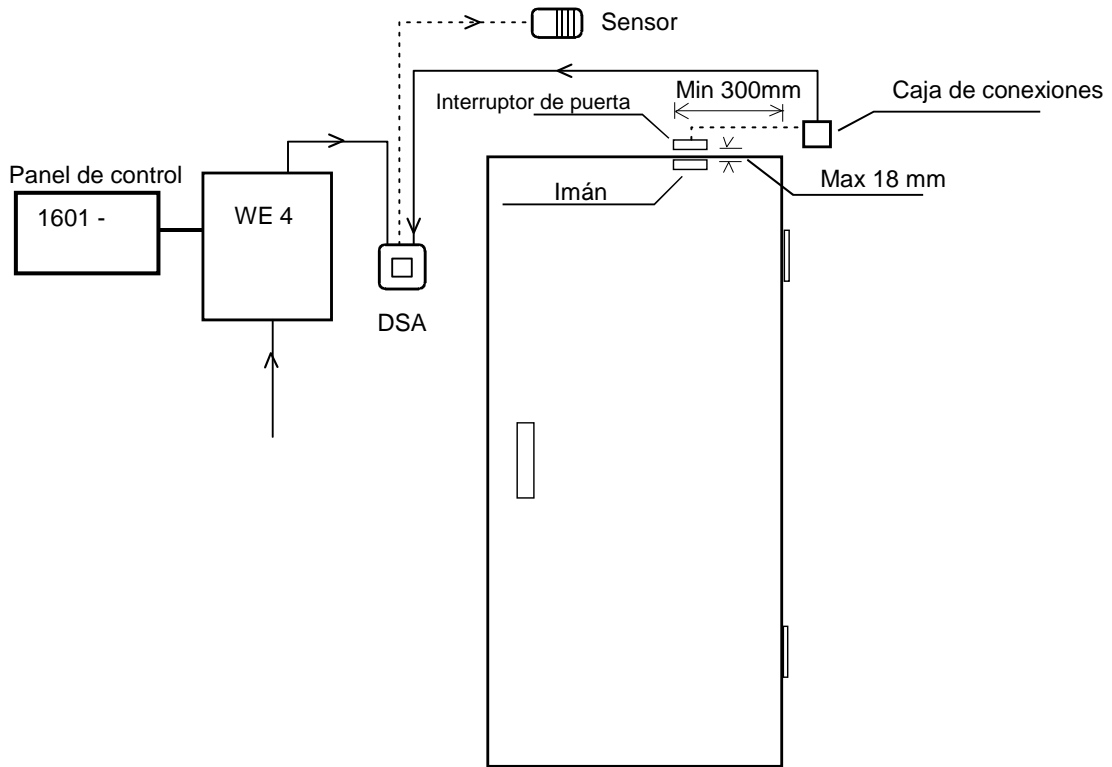 Sensor
Min 300mm
Caja de conexiones
Interruptor de puerta
Panel de control
Imán
Max 18 mm
1601 -
WE 4
DSA